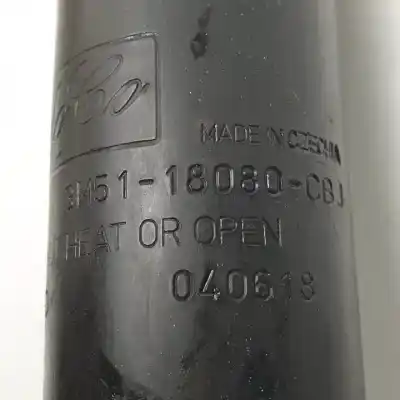 MADE IN CZECHIA
3M51-18080-CBJ
HEAT OR OPEN
040618